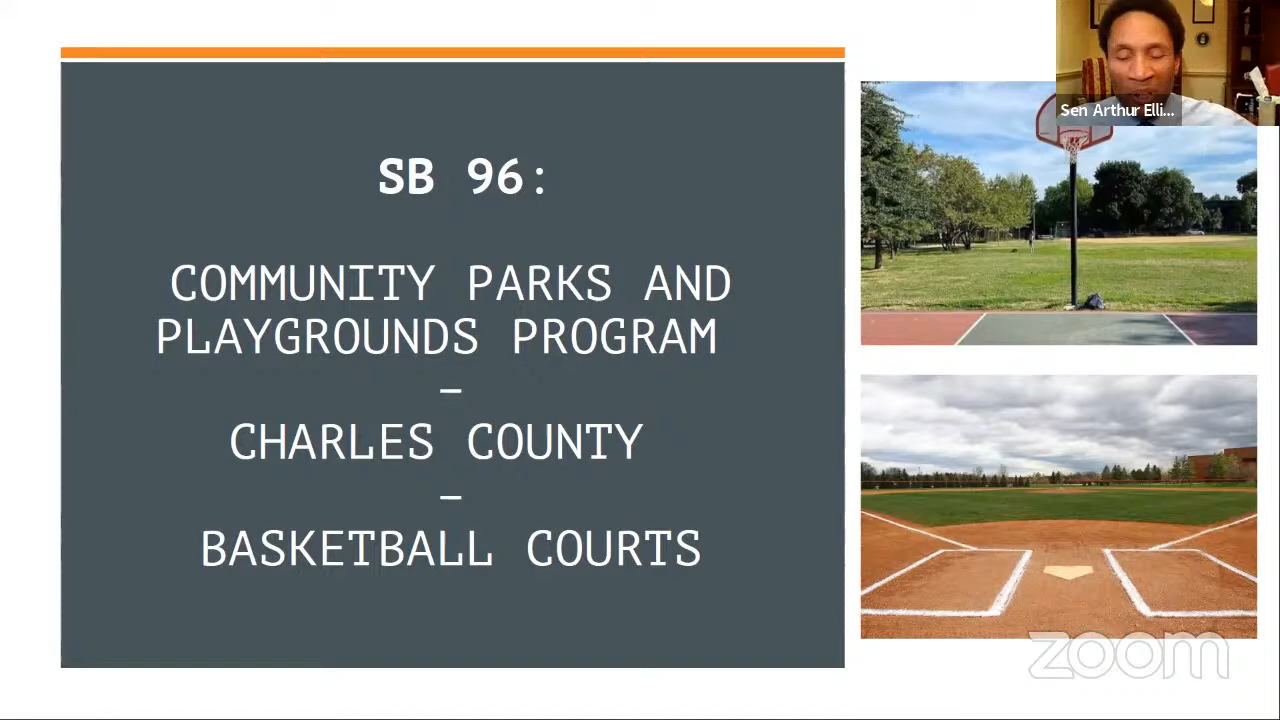 SB 96:
COMMUNITY PARKS AND
PLAYGROUNDS PROGRAM
–
CHARLES COUNTY
–
BASKETBALL COURTS
Sen Arthur Elli...
zoom